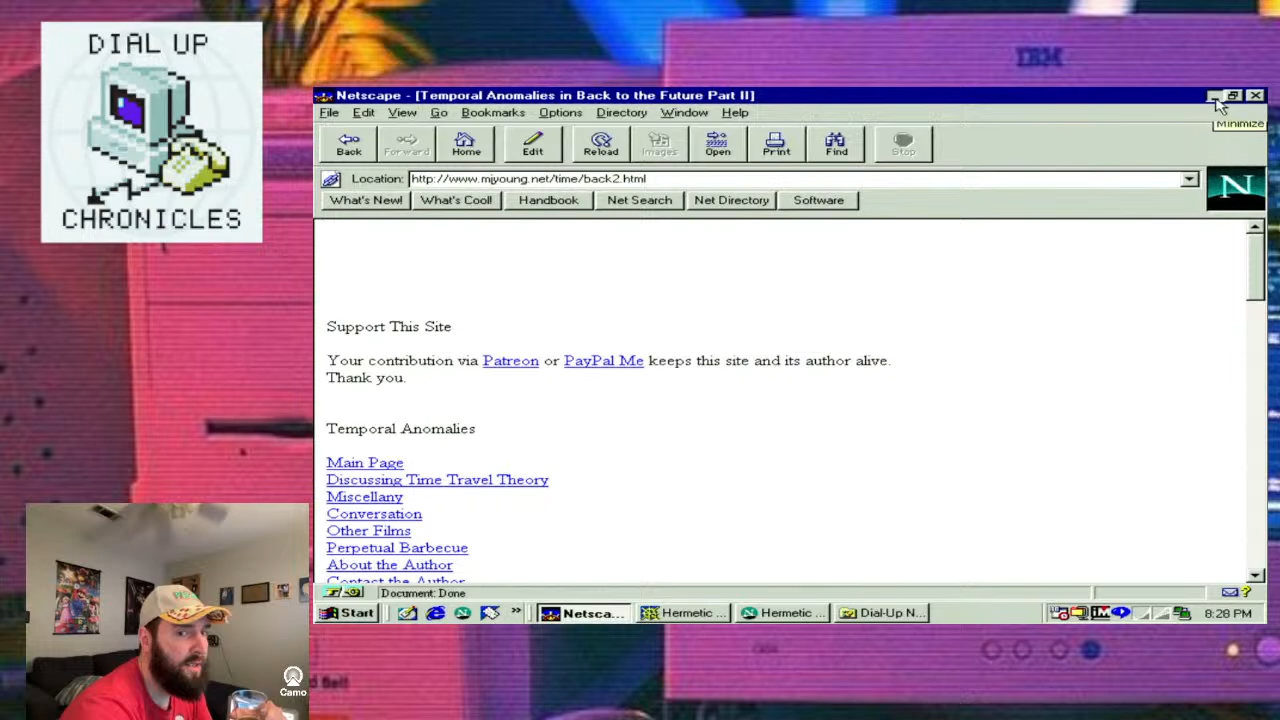 DIAL UP
CHRONICLES
IBM
Netscape - [Temporal Anomalies in Back to the Future Part II]
File Edit View Go Bookmarks Options Directory Window Help
Minimize
Back Forward Home Edit Reload Images Open Print Find Stop
Location: http://www.mjyoung.net/time/back2.html
N
What's New! What's Cool! Handbook Net Search Net Directory Software
Support This Site
Your contribution via Patreon or PayPal Me keeps this site and its author alive.
Thank you.
Temporal Anomalies
Main Page
Discussing Time Travel Theory
Miscellany
Conversation
Other Films
Perpetual Barbecue
About the Author
Contact the Author
Document: Done
Start Netsca... Hermetic ... Hermetic ... Dial-Up N... 8:28 PM
Camo